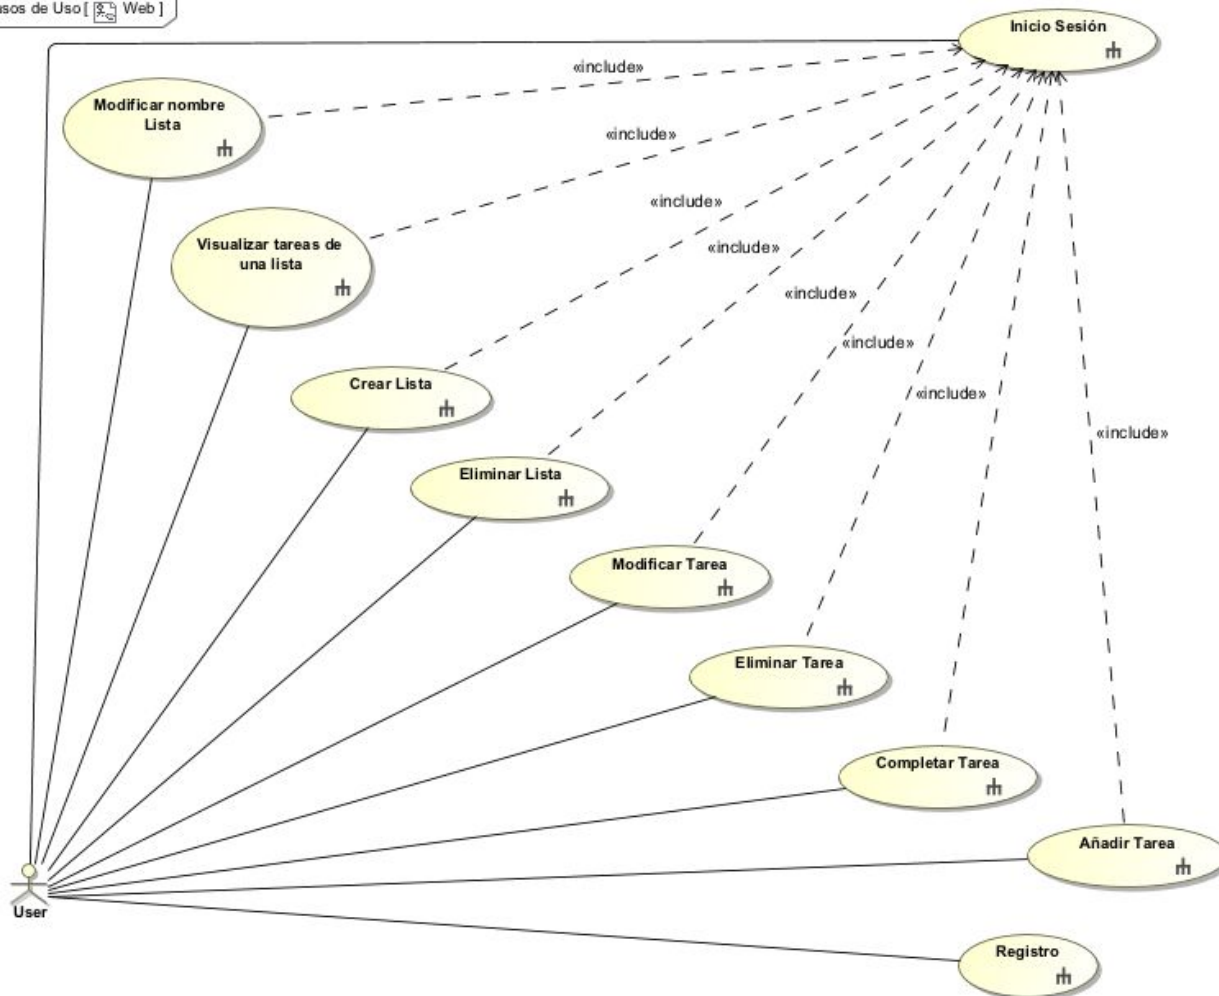 de Uso [ Web ]
Inicio Sesión
«include»
Modificar nombre
Lista
«include»
«include»
Visualizar tareas de
una lista
«include»
«include»
«include»
Crear Lista
«include»
«include»
Eliminar Lista
Modificar Tarea
Eliminar Tarea
Completar Tarea
Añadir Tarea
User
Registro